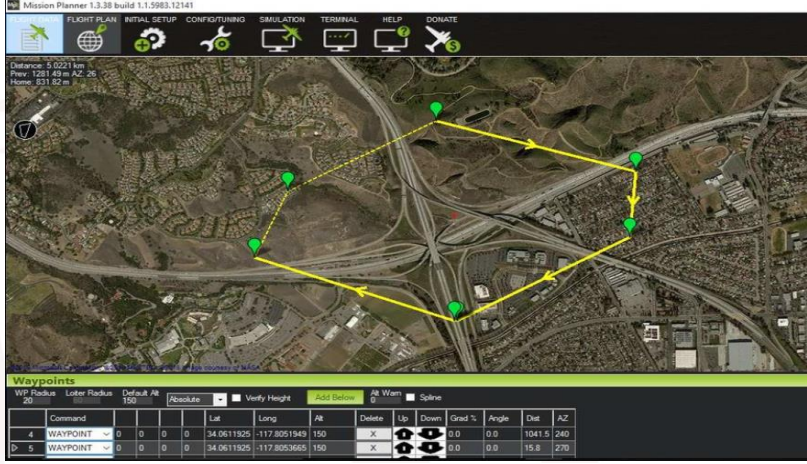 Mission Planner 1.3.38 build 1.1.5983.12141
FLIGHT DATA FLIGHT PLAN INITIAL SETUP CONFIG/TUNING SIMULATION TERMINAL HELP DONATE
Distance: 5.0221 km
Prev: 1281.49 m AZ: 26
Home: 831.82 m
image courtesy of NASA
Waypoints
WP Radius Loiter Radius Default Alt Absolute Verify Height Add Below Alt Warn Spline
20 150 0
Command Lat Long Alt Delete Up Down Grad % Angle Dist AZ
4 WAYPOINT 0 0 0 0 34.0611925 -117.8051949 150 X 0.0 0.0 1041.5 240
5 WAYPOINT 0 0 0 0 34.0611925 -117.8053665 150 X 0.0 0.0 15.8 270